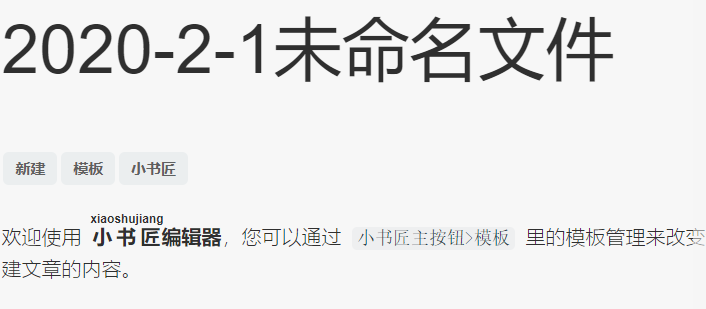 2020-2-1未命名文件
新建 模板 小书匠
xiaoshujiang
欢迎使用 小书匠编辑器，您可以通过 小书匠主按钮>模板 里的模板管理来改变
建文章的内容。